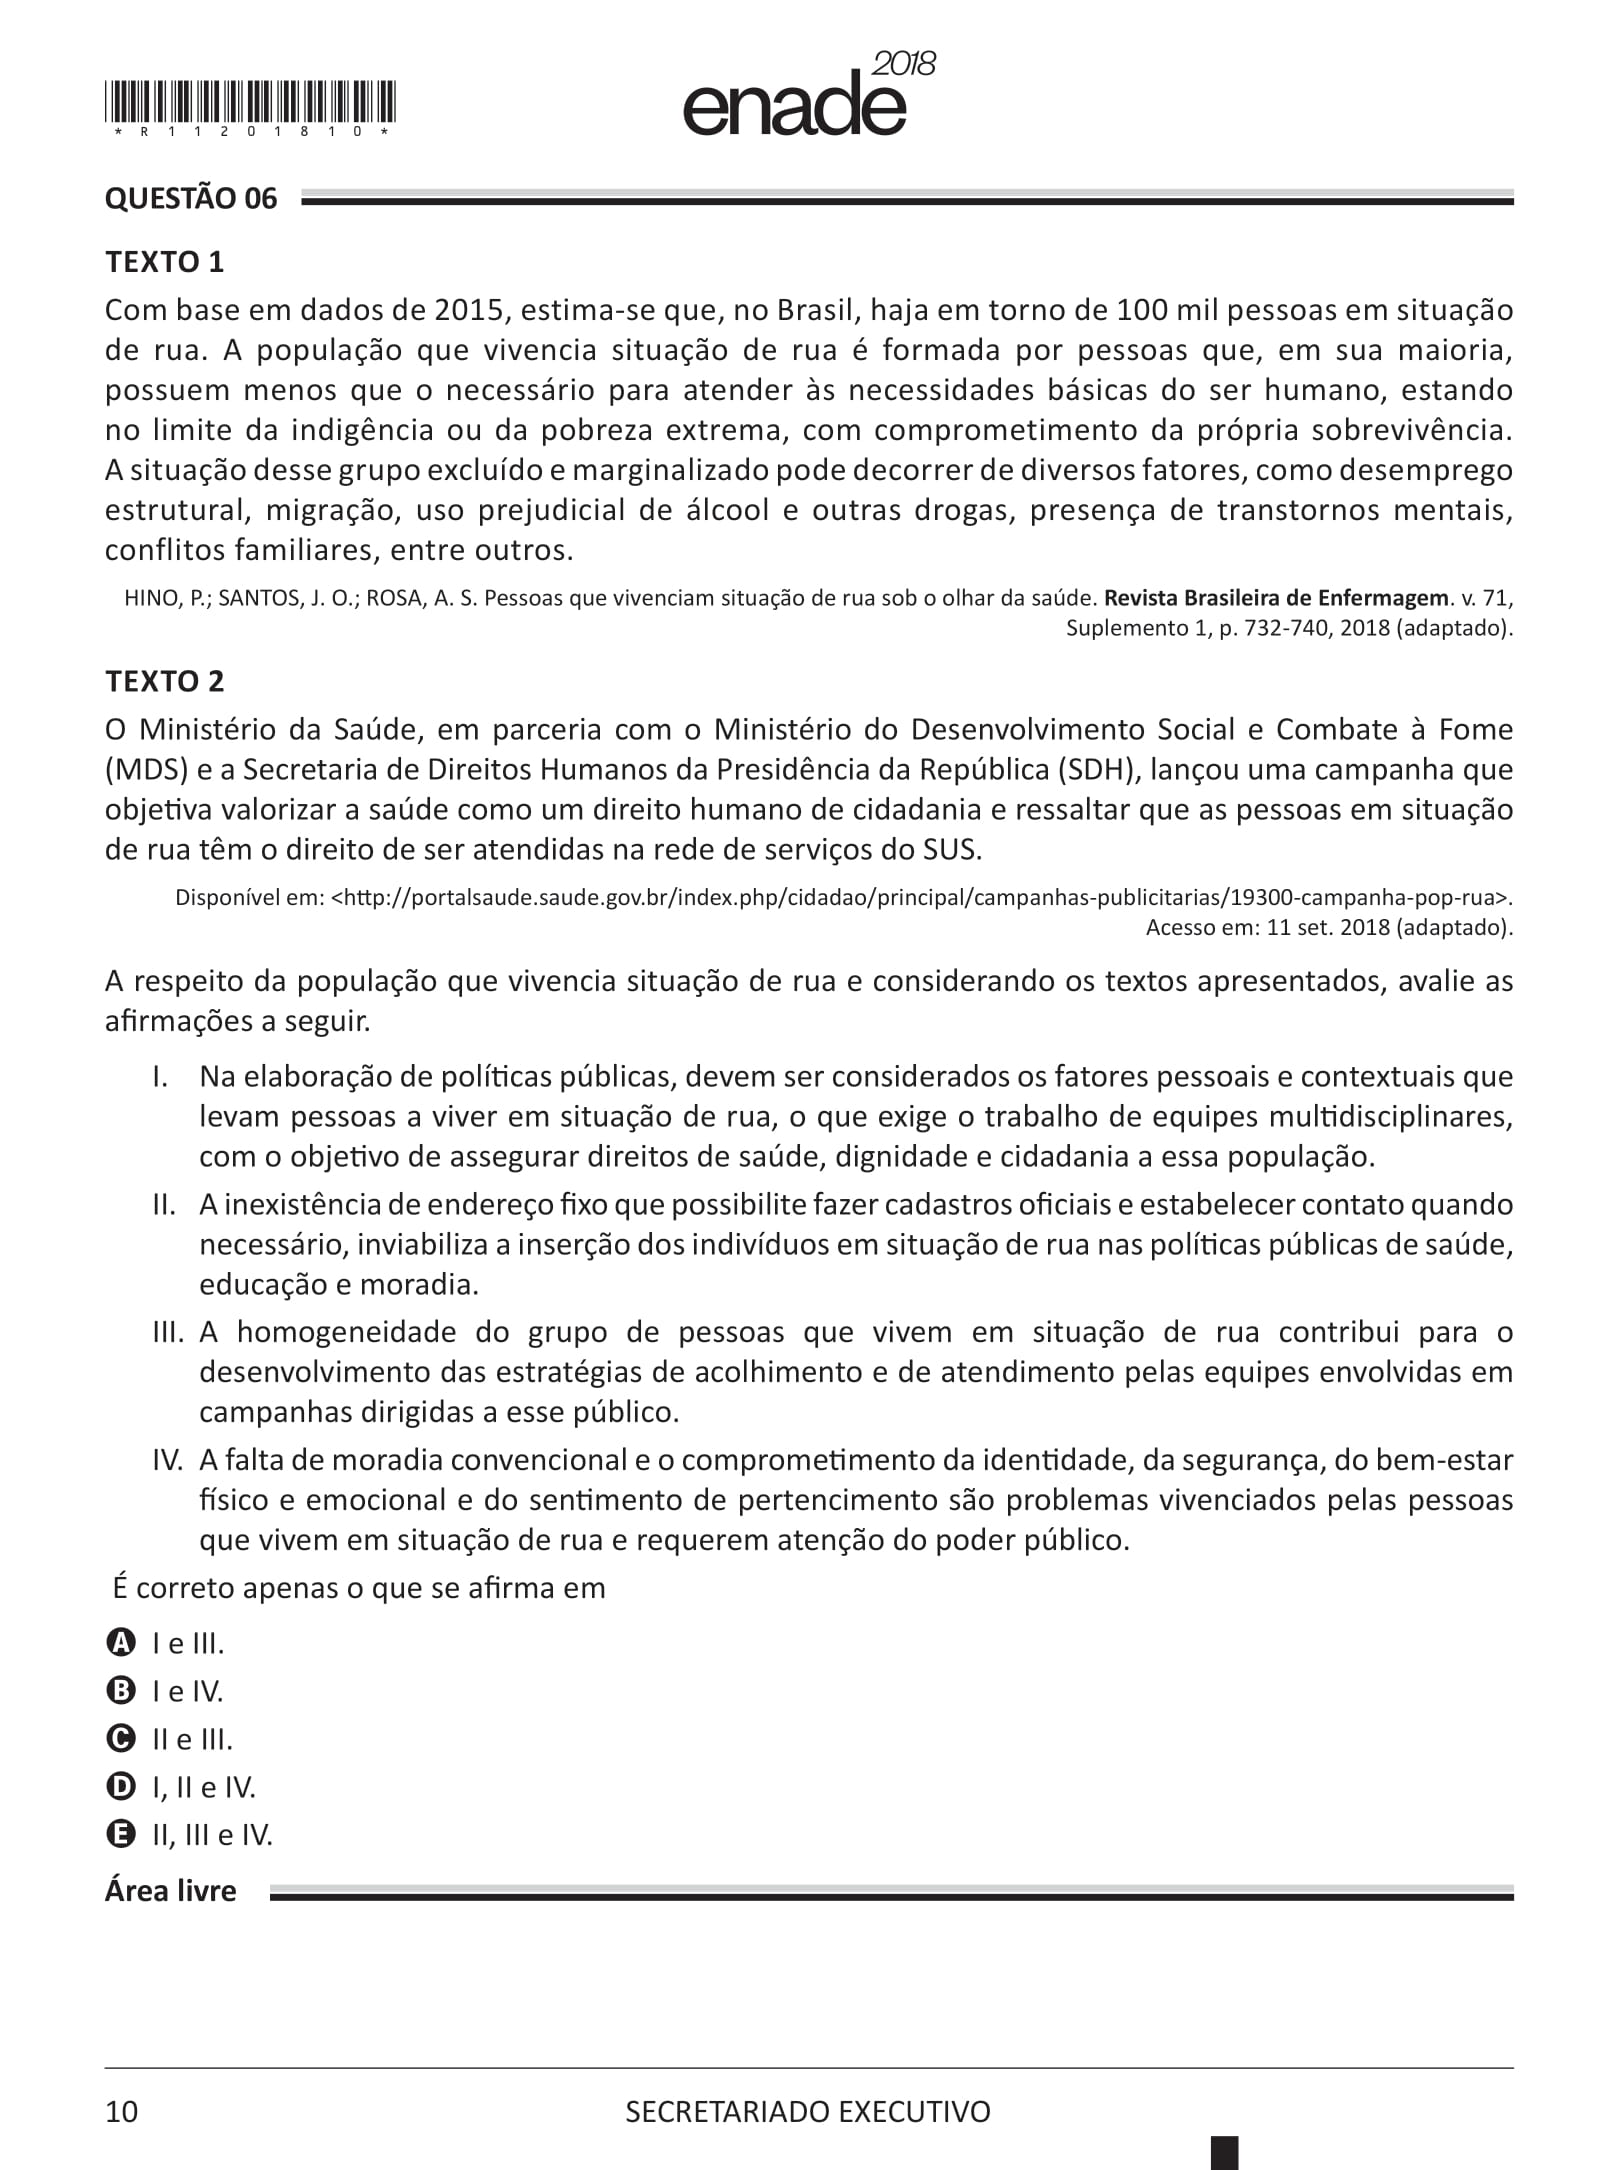 enade 2018
* R 1 1 2 0 1 8 1 0 *
QUESTÃO 06
TEXTO 1
Com base em dados de 2015, estima-se que, no Brasil, haja em torno de 100 mil pessoas em situação
de rua. A população que vivencia situação de rua é formada por pessoas que, em sua maioria,
possuem menos que o necessário para atender às necessidades básicas do ser humano, estando
no limite da indigência ou da pobreza extrema, com comprometimento da própria sobrevivência.
A situação desse grupo excluído e marginalizado pode decorrer de diversos fatores, como desemprego
estrutural, migração, uso prejudicial de álcool e outras drogas, presença de transtornos mentais,
conflitos familiares, entre outros.
HINO, P.; SANTOS, J. O.; ROSA, A. S. Pessoas que vivenciam situação de rua sob o olhar da saúde. Revista Brasileira de Enfermagem. v. 71,
Suplemento 1, p. 732-740, 2018 (adaptado).
TEXTO 2
O Ministério da Saúde, em parceria com o Ministério do Desenvolvimento Social e Combate à Fome
(MDS) e a Secretaria de Direitos Humanos da Presidência da República (SDH), lançou uma campanha que
objetiva valorizar a saúde como um direito humano de cidadania e ressaltar que as pessoas em situação
de rua têm o direito de ser atendidas na rede de serviços do SUS.
Disponível em: <http://portalsaude.saude.gov.br/index.php/cidadao/principal/campanhas-publicitarias/19300-campanha-pop-rua>.
Acesso em: 11 set. 2018 (adaptado).
A respeito da população que vivencia situação de rua e considerando os textos apresentados, avalie as
afirmações a seguir.
I. Na elaboração de políticas públicas, devem ser considerados os fatores pessoais e contextuais que
levam pessoas a viver em situação de rua, o que exige o trabalho de equipes multidisciplinares,
com o objetivo de assegurar direitos de saúde, dignidade e cidadania a essa população.
II. A inexistência de endereço fixo que possibilite fazer cadastros oficiais e estabelecer contato quando
necessário, inviabiliza a inserção dos indivíduos em situação de rua nas políticas públicas de saúde,
educação e moradia.
III. A homogeneidade do grupo de pessoas que vivem em situação de rua contribui para o
desenvolvimento das estratégias de acolhimento e de atendimento pelas equipes envolvidas em
campanhas dirigidas a esse público.
IV. A falta de moradia convencional e o comprometimento da identidade, da segurança, do bem-estar
físico e emocional e do sentimento de pertencimento são problemas vivenciados pelas pessoas
que vivem em situação de rua e requerem atenção do poder público.
É correto apenas o que se afirma em
A I e III.
B I e IV.
C II e III.
D I, II e IV.
E II, III e IV.
Área livre
10
SECRETARIADO EXECUTIVO